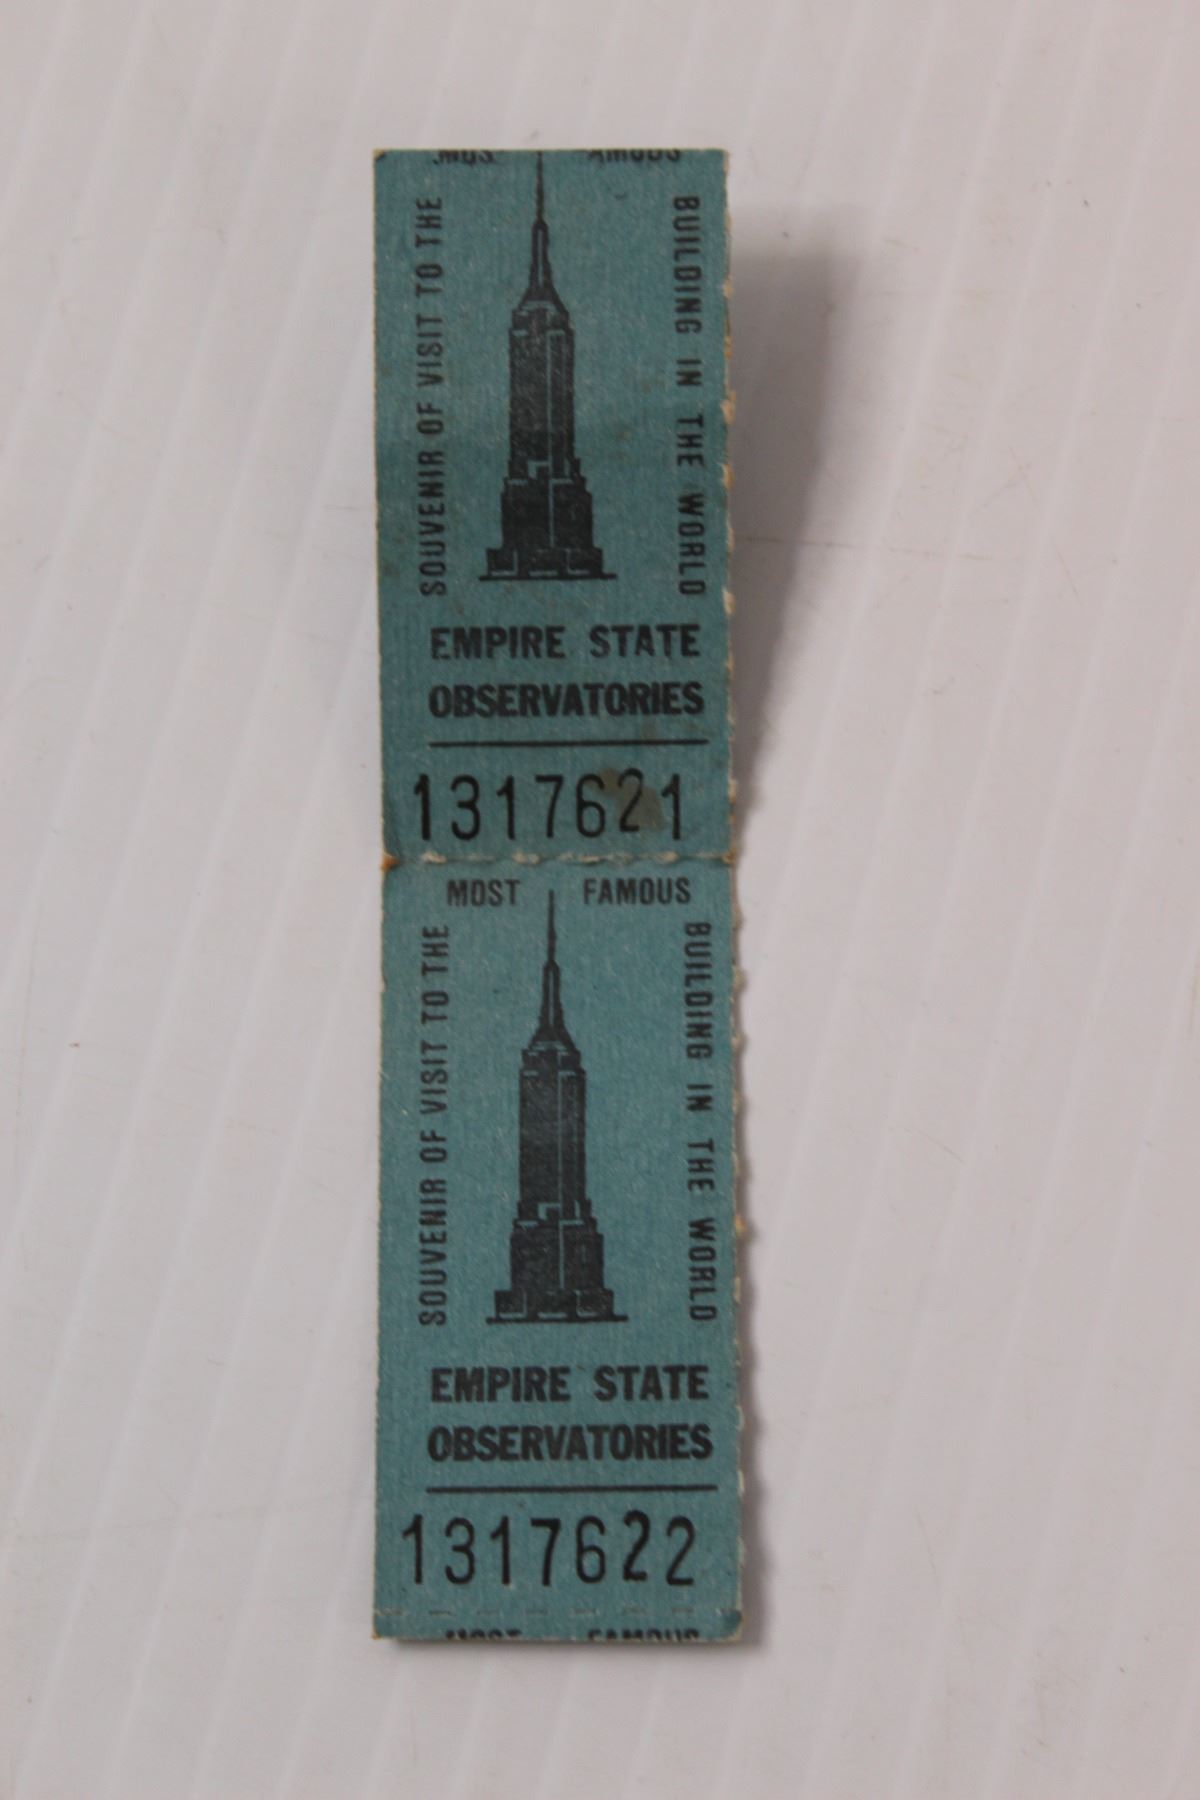 SOUVENIR OF VISIT TO THE
BUILDING IN THE WORLD
EMPIRE STATE
OBSERVATORIES
1317621
MOST FAMOUS
SOUVENIR OF VISIT TO THE
BUILDING IN THE WORLD
EMPIRE STATE
OBSERVATORIES
1317622